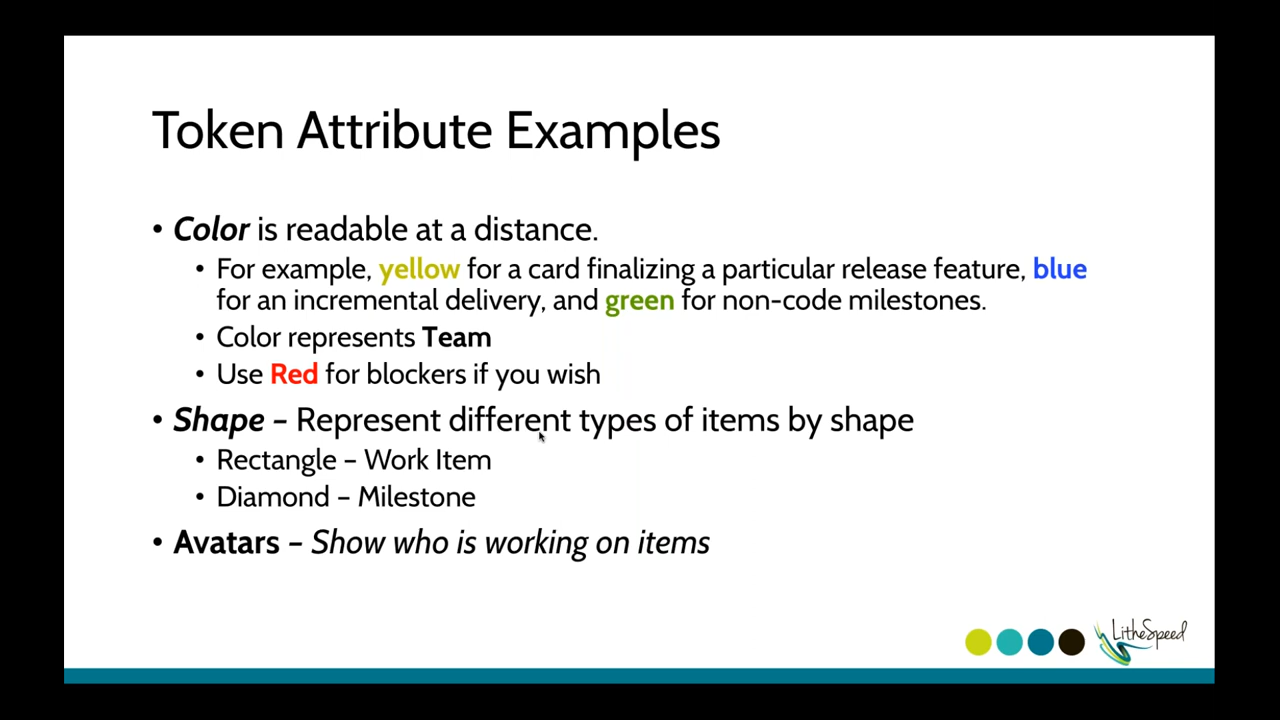 Token Attribute Examples
• Color is readable at a distance.
• For example, yellow for a card finalizing a particular release feature, blue
for an incremental delivery, and green for non-code milestones.
• Color represents Team
• Use Red for blockers if you wish
• Shape – Represent different types of items by shape
• Rectangle – Work Item
• Diamond – Milestone
• Avatars – Show who is working on items
LitheSpeed